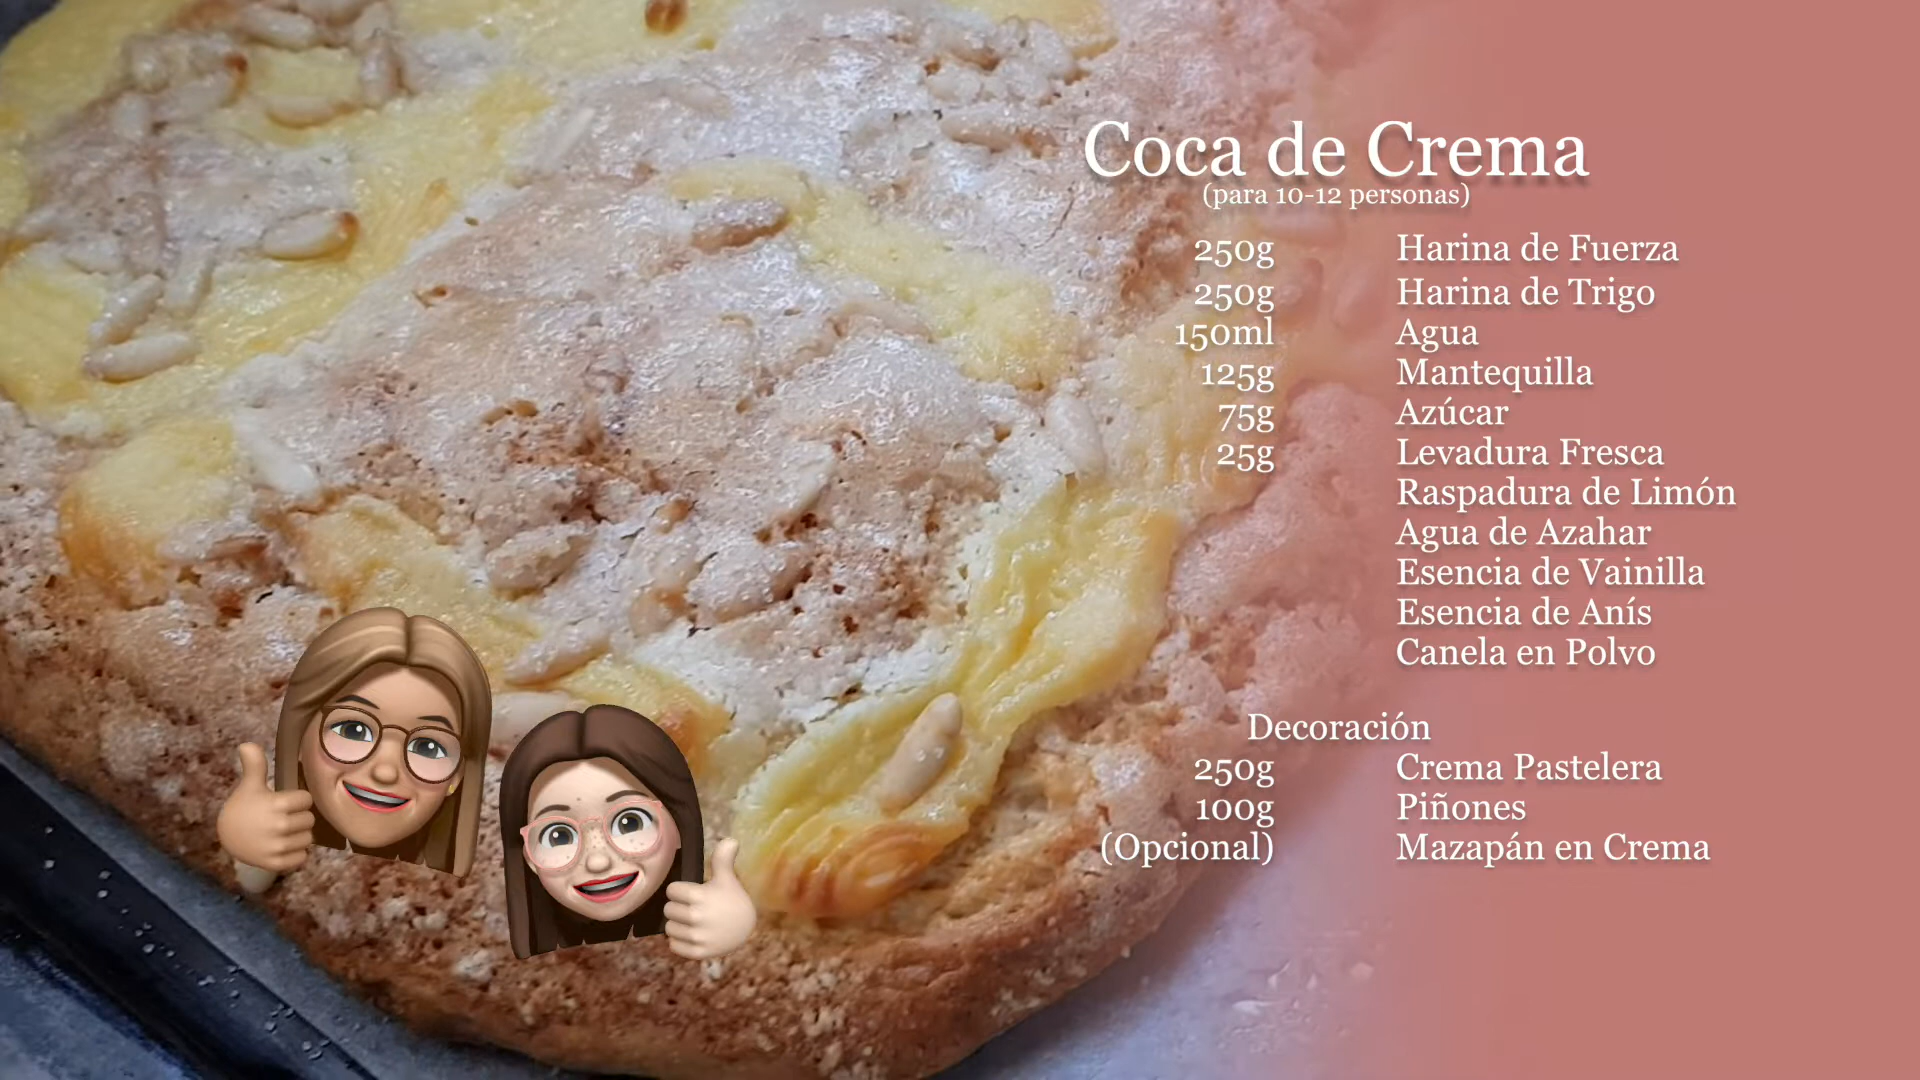 Coca de Crema
(para 10-12 personas)
250g Harina de Fuerza
250g Harina de Trigo
150ml Agua
125g Mantequilla
75g Azúcar
25g Levadura Fresca
Raspadura de Limón
Agua de Azahar
Esencia de Vainilla
Esencia de Anís
Canela en Polvo
Decoración
250g Crema Pastelera
100g Piñones
(Opcional) Mazapán en Crema